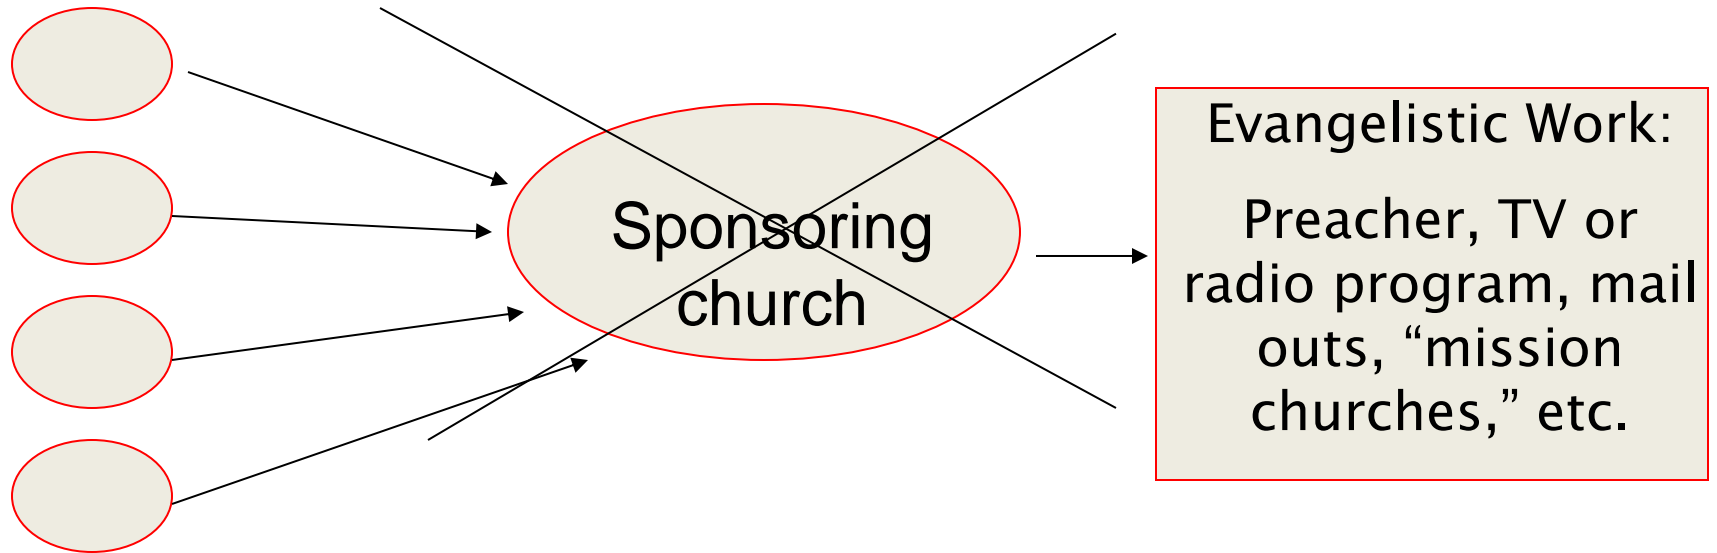 Sponsoring
church
Evangelistic Work:
Preacher, TV or
radio program, mail
outs, “mission
churches,” etc.